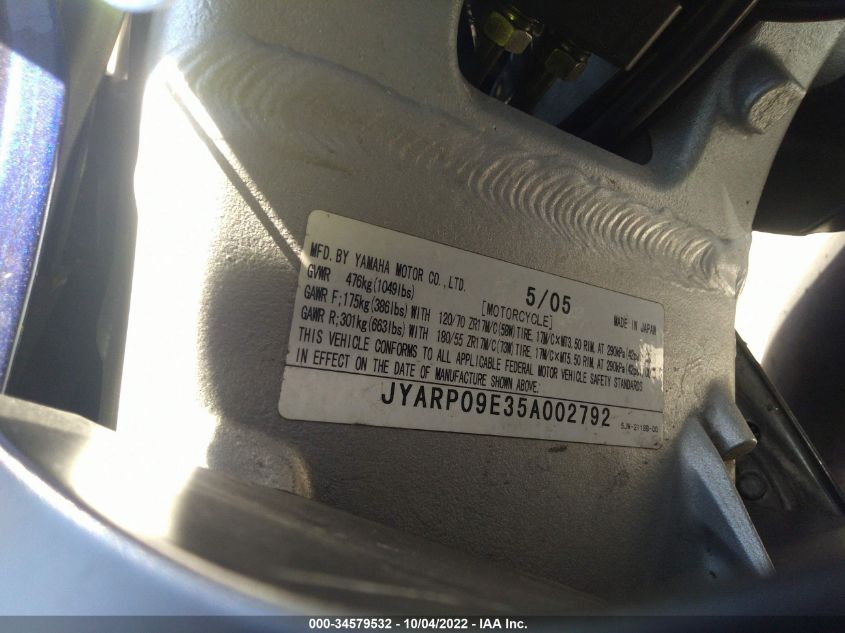 MFD. BY YAMAHA MOTOR CO., LTD. 5/05 MADE IN JAPAN
GVWR 476kg(1049lbs) [MOTORCYCLE]
GAWR F;175kg(386lbs) WITH 120/70 ZR17M/C(58W) TIRE, 17M/C×MT3.50 RIM, AT 290kPa
GAWR R;301kg(663lbs) WITH 180/55 ZR17M/C(73W) TIRE, 17M/C×MT5.50 RIM, AT 290kPa
THIS VEHICLE CONFORMS TO ALL APPLICABLE FEDERAL MOTOR VEHICLE SAFETY STANDARDS
IN EFFECT ON THE DATE OF MANUFACTURE SHOWN ABOVE.
JYARP09E35A002792
000-34579532 - 10/04/2022 - IAA Inc.